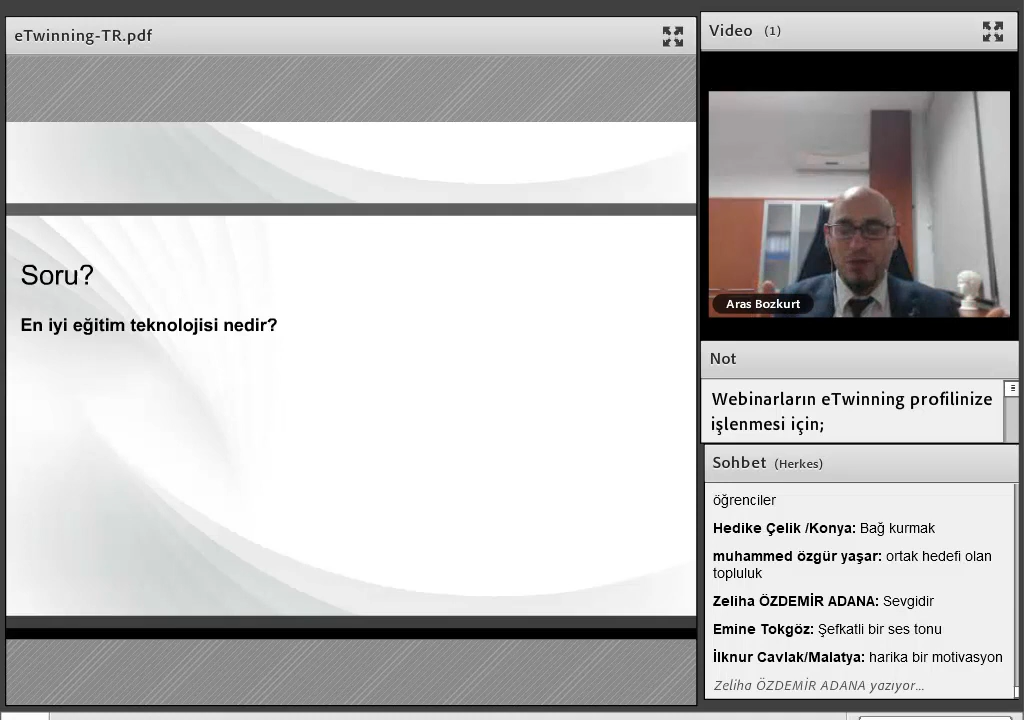 eTwinning-TR.pdf
Soru?
En iyi eğitim teknolojisi nedir?
Video (1)
Aras Bozkurt
Not
Webinarların eTwinning profilinize
işlenmesi için;
Sohbet (Herkes)
öğrenciler
Hedike Çelik /Konya: Bağ kurmak
muhammed özgür yaşar: ortak hedefi olan
topluluk
Zeliha ÖZDEMİR ADANA: Sevgidir
Emine Tokgöz: Şefkatli bir ses tonu
İlknur Cavlak/Malatya: harika bir motivasyon
Zeliha ÖZDEMİR ADANA yazıyor...